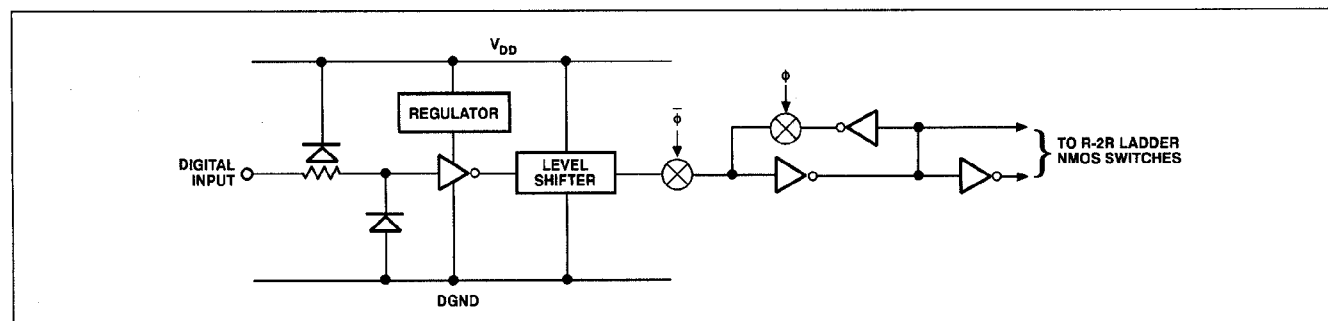 V_DD
REGULATOR
φ̅
φ
DIGITAL
INPUT
LEVEL
SHIFTER
TO R-2R LADDER
NMOS SWITCHES
DGND